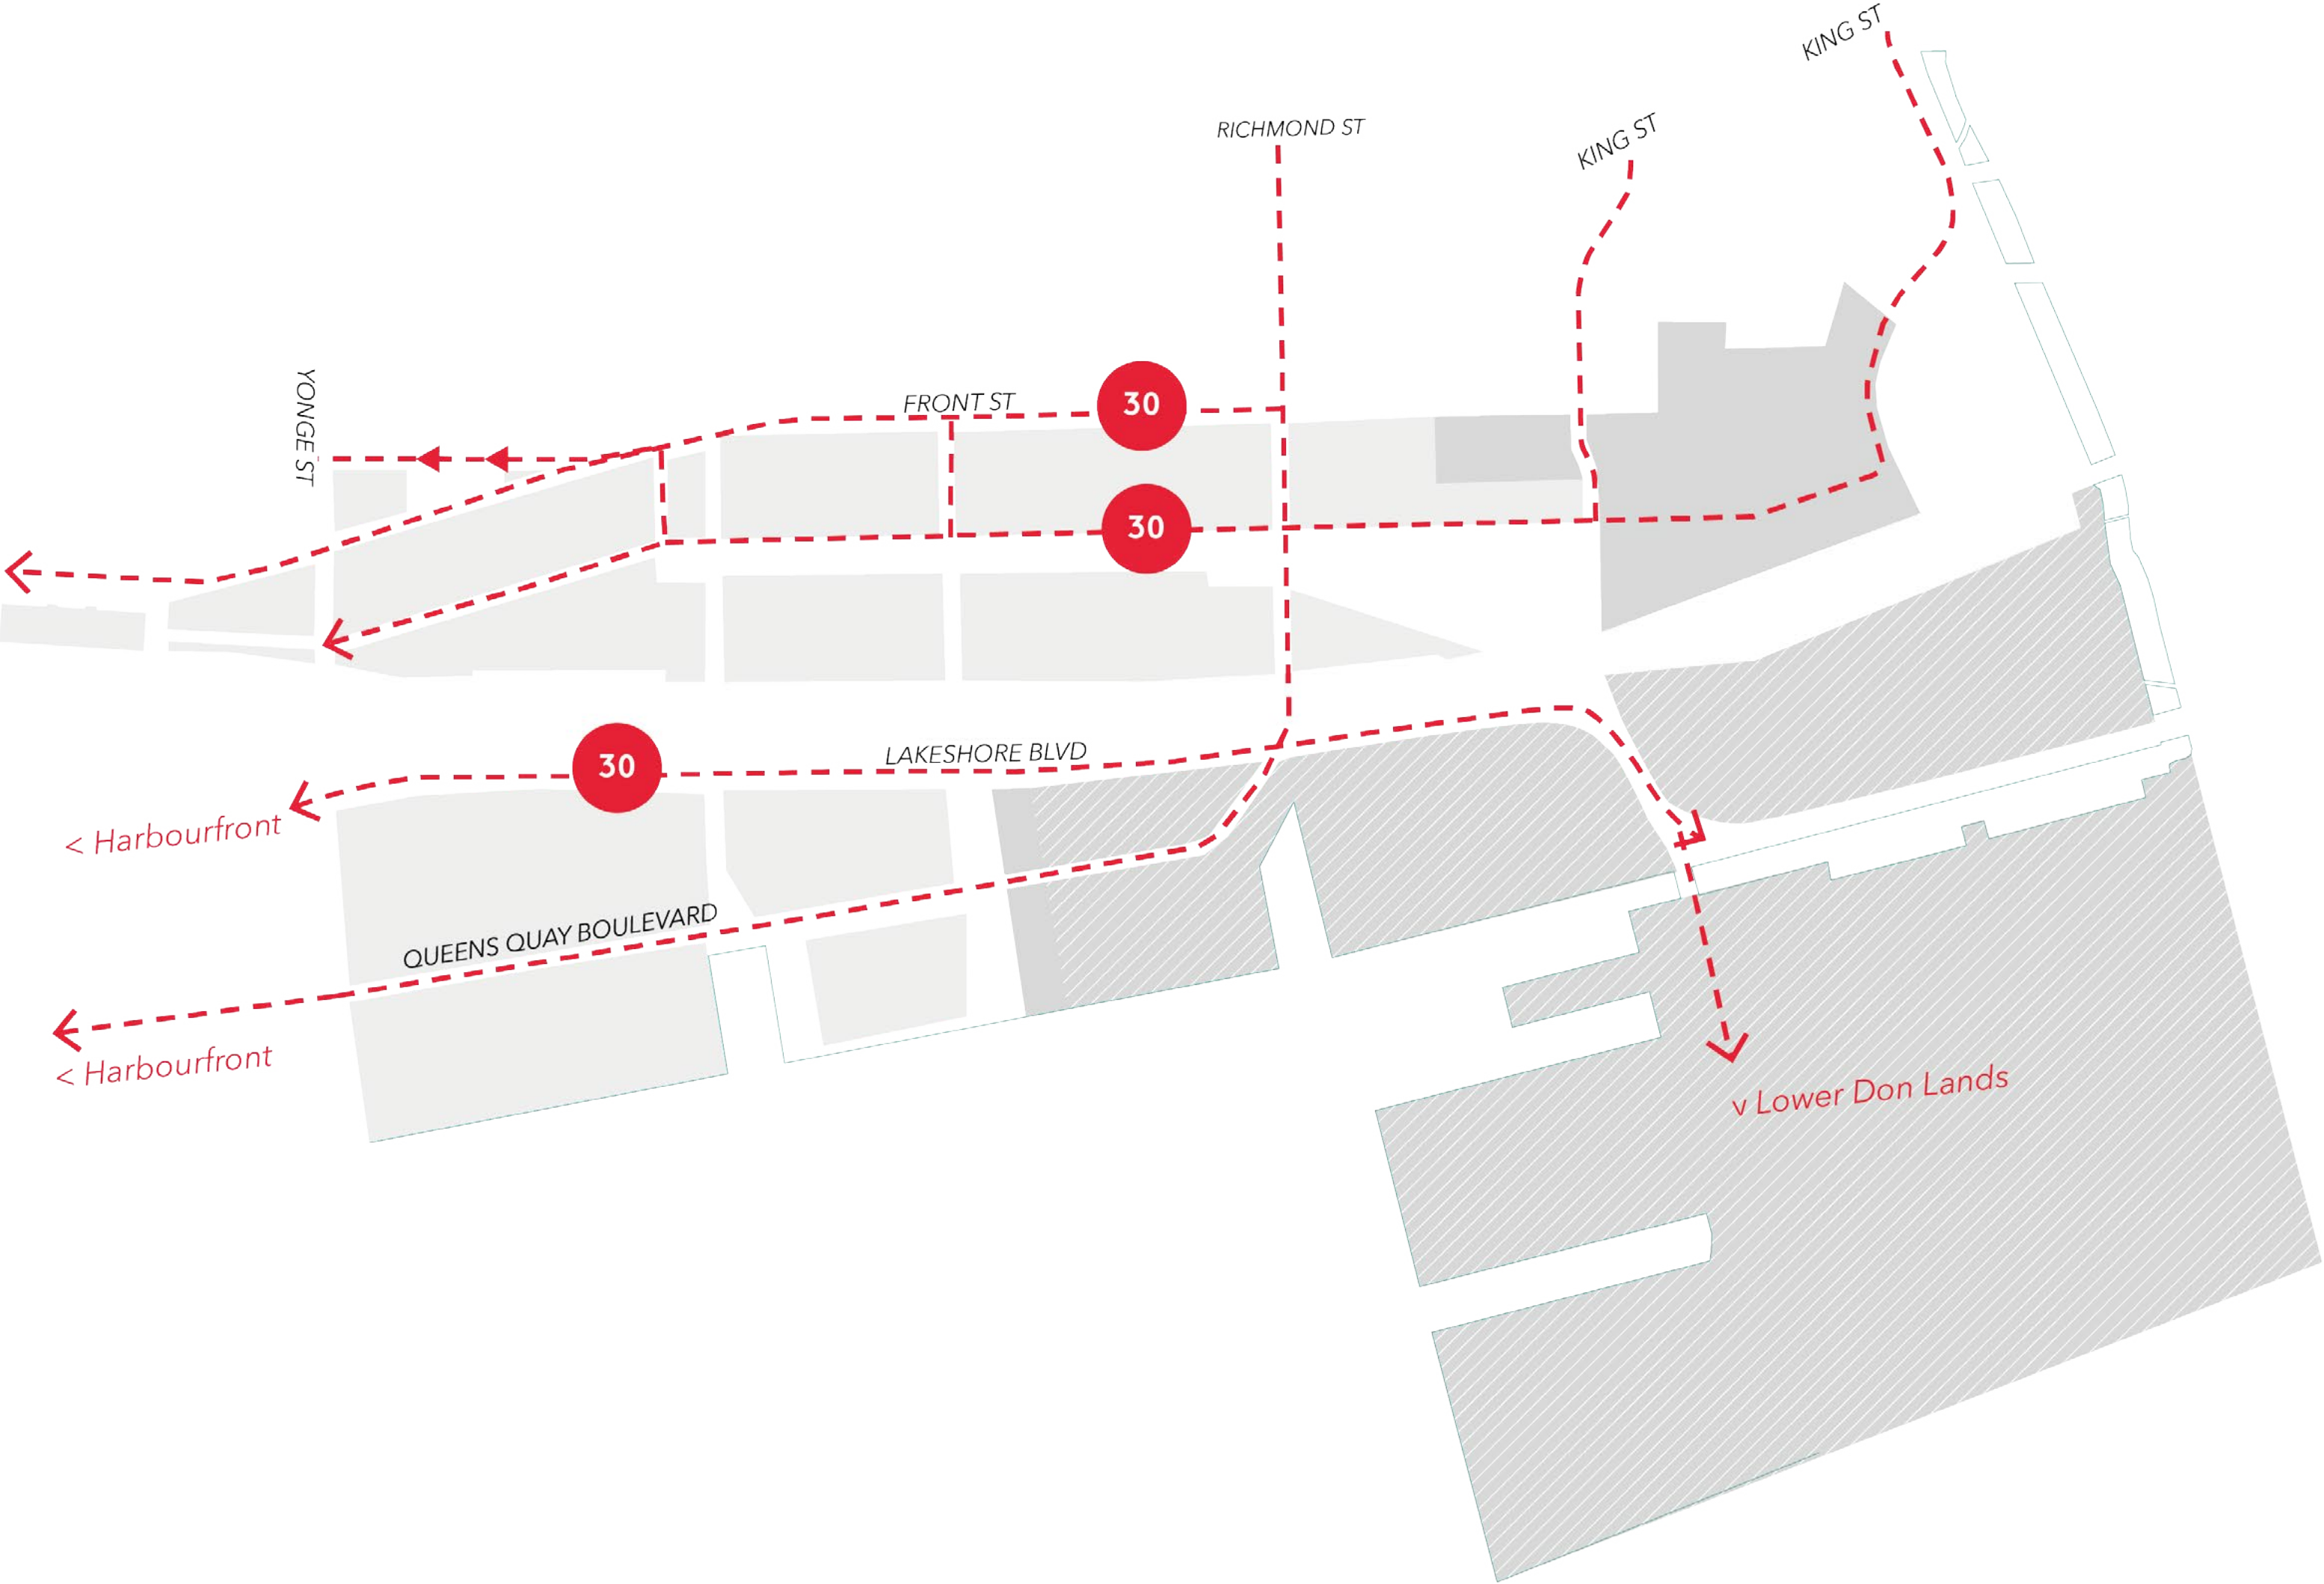 KING ST
RICHMOND ST
KING ST
YONGE ST
FRONT ST
30
30
LAKESHORE BLVD
30
< Harbourfront
QUEENS QUAY BOULEVARD
< Harbourfront
v Lower Don Lands